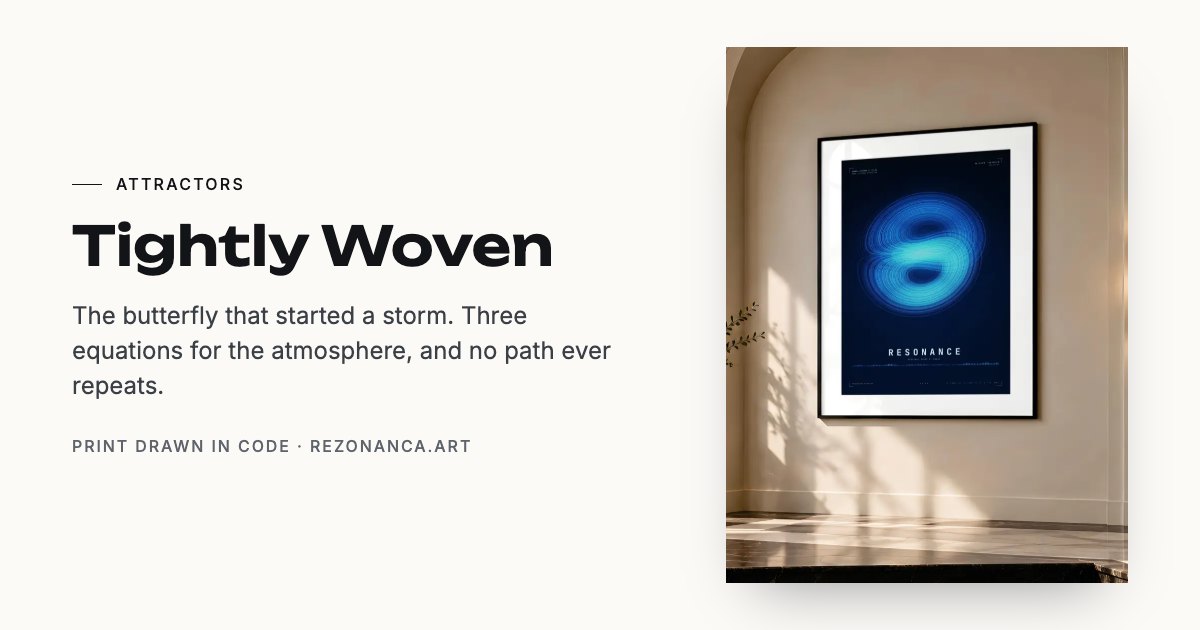 ATTRACTORS
Tightly Woven
The butterfly that started a storm. Three
equations for the atmosphere, and no path ever
repeats.
PRINT DRAWN IN CODE · REZONANCA.ART
RESONANCE